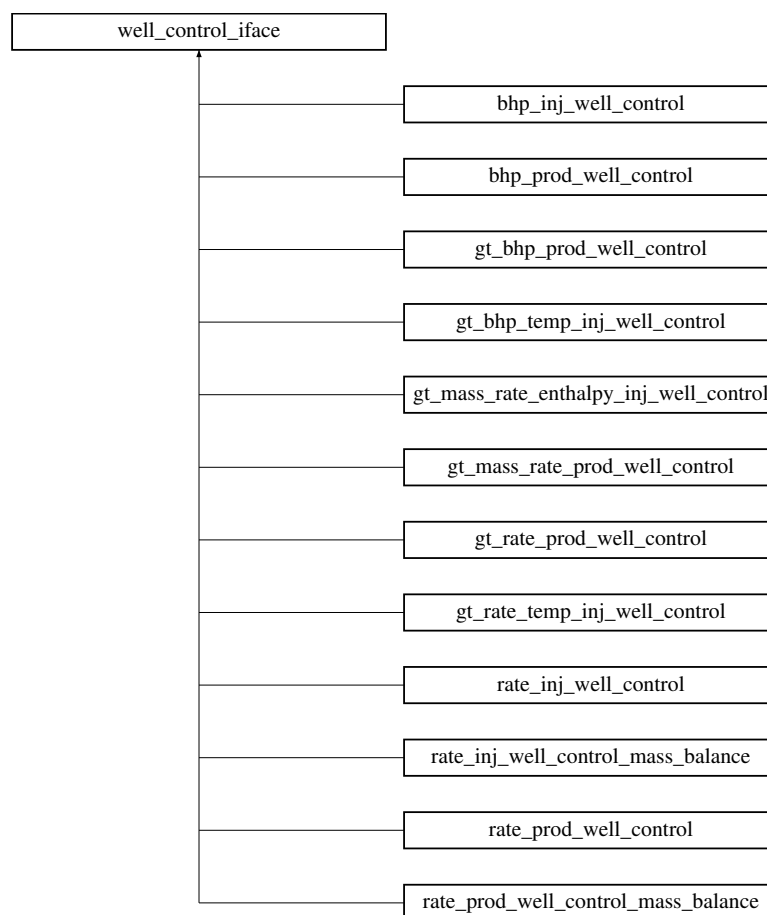 well_control_iface
bhp_inj_well_control
bhp_prod_well_control
gt_bhp_prod_well_control
gt_bhp_temp_inj_well_control
gt_mass_rate_enthalpy_inj_well_control
gt_mass_rate_prod_well_control
gt_rate_prod_well_control
gt_rate_temp_inj_well_control
rate_inj_well_control
rate_inj_well_control_mass_balance
rate_prod_well_control
rate_prod_well_control_mass_balance